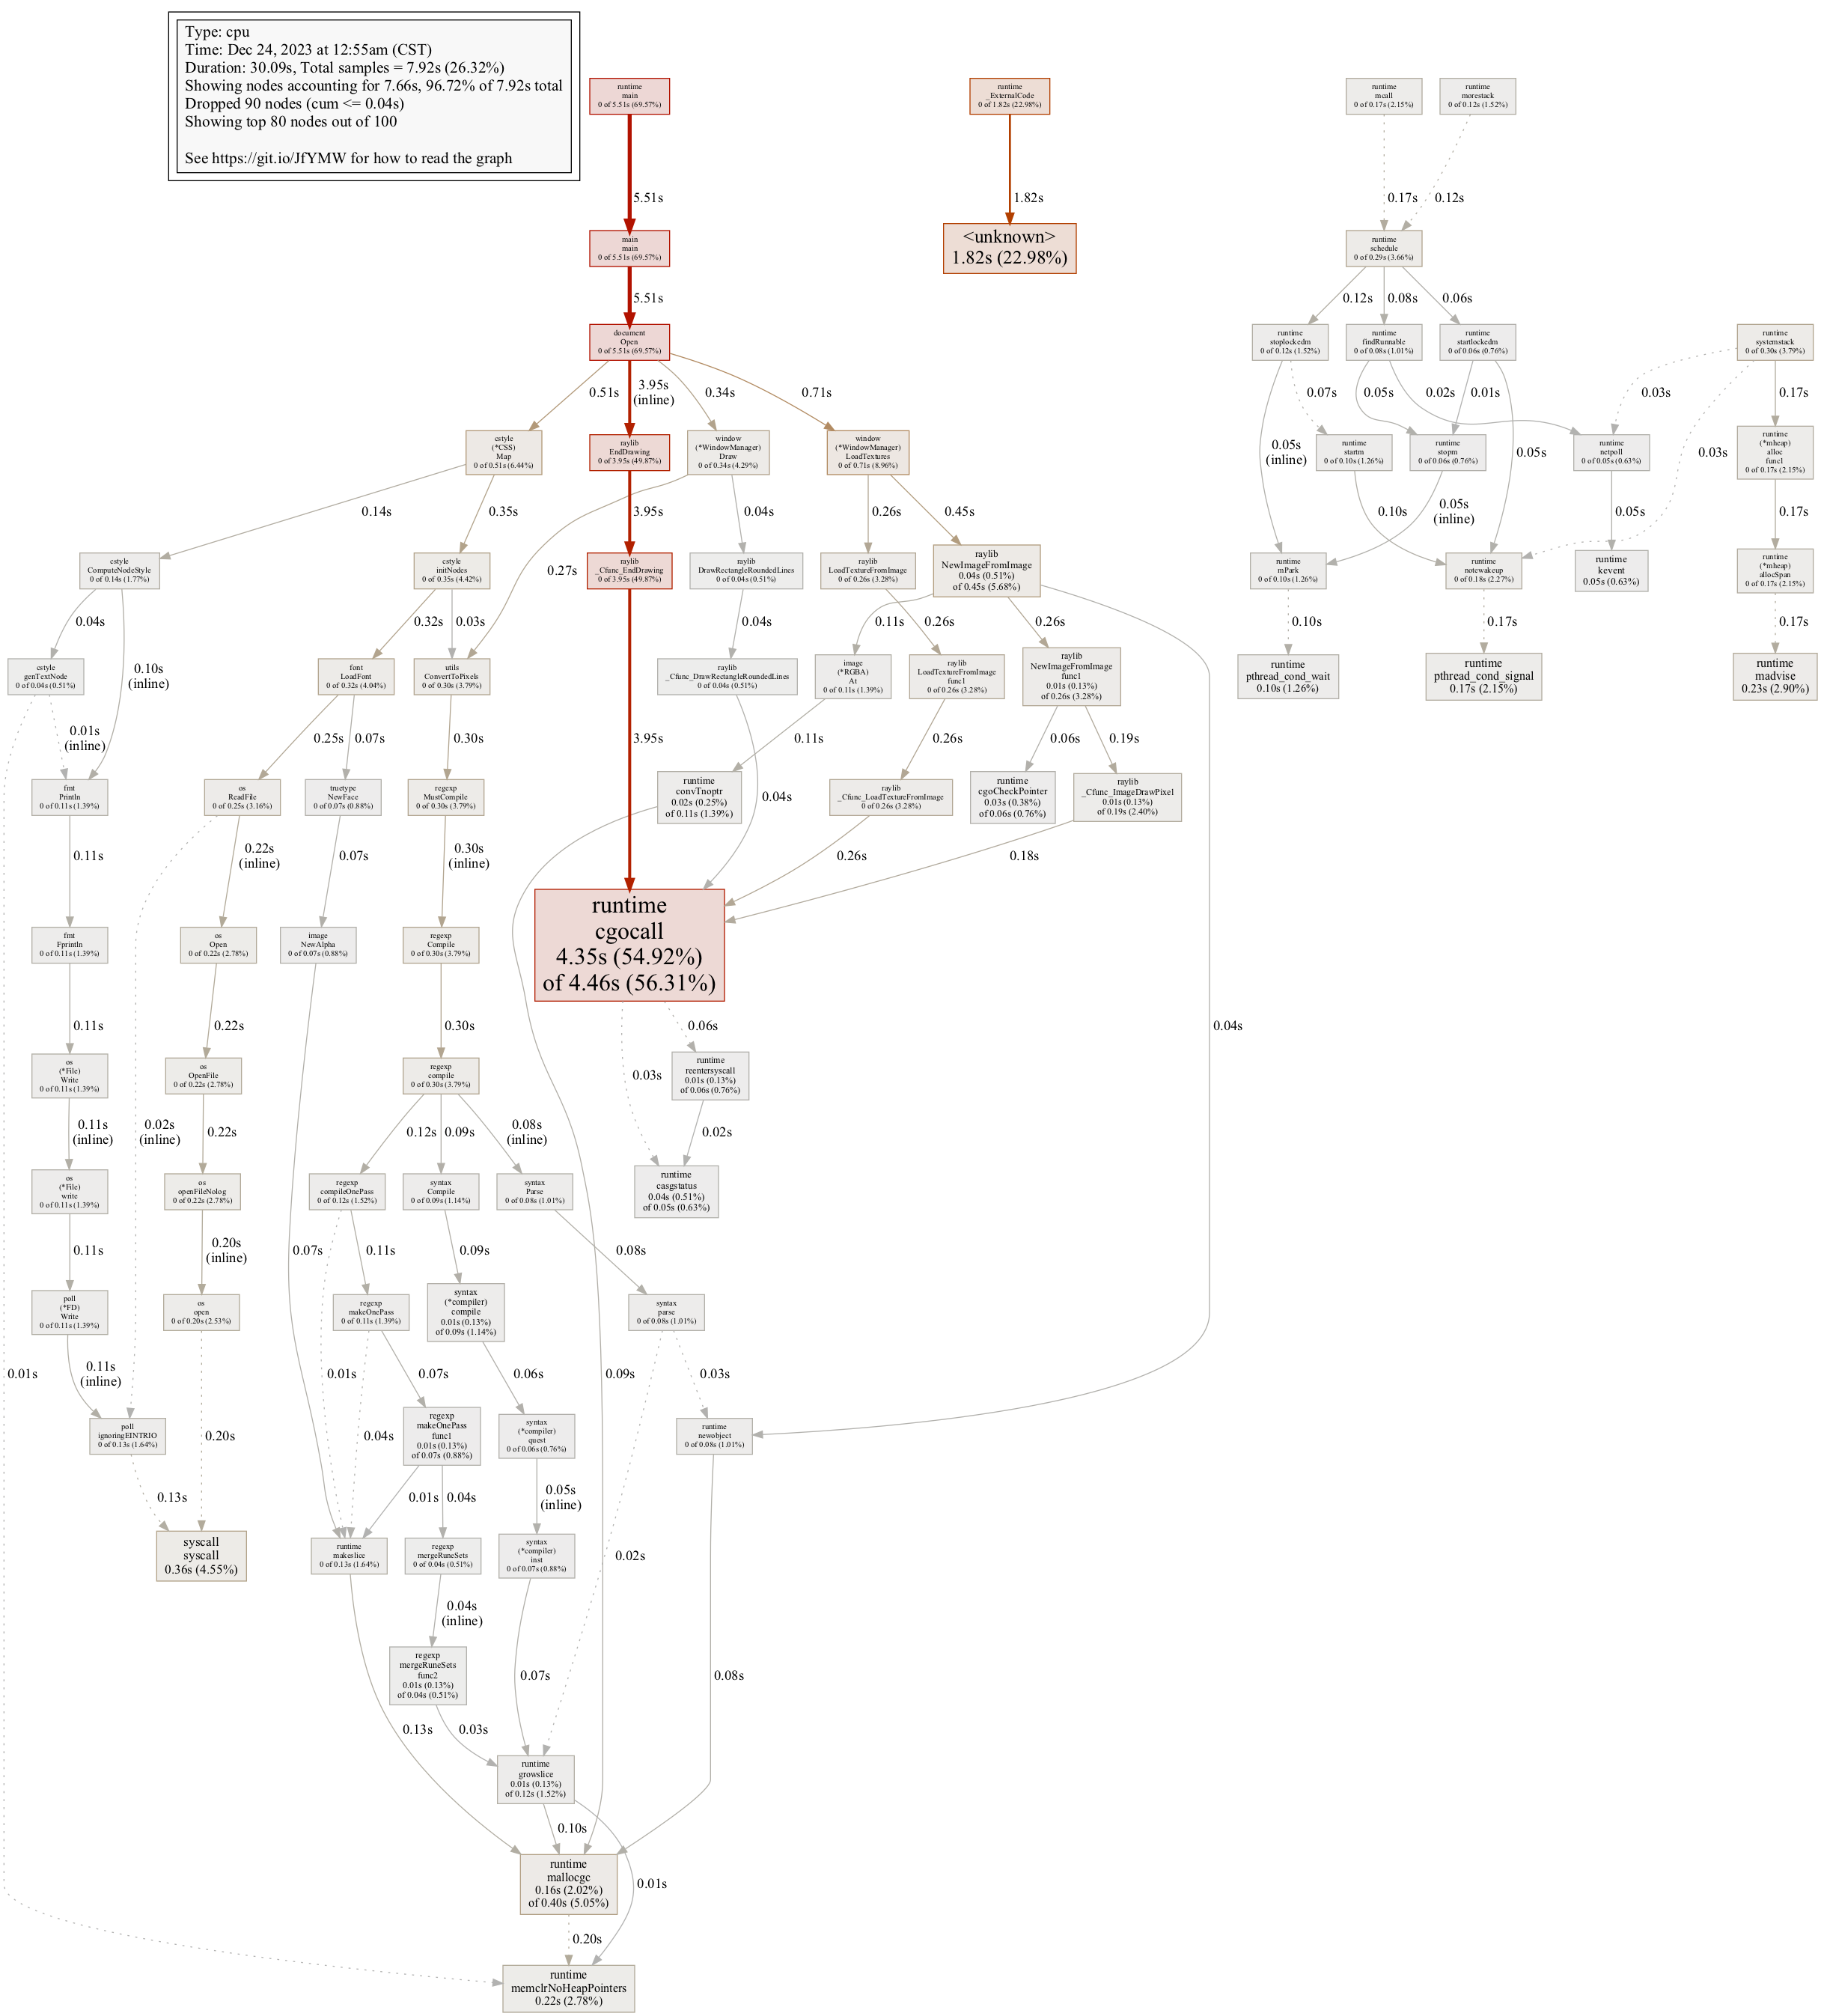 Type: cpu
Time: Dec 24, 2023 at 12:55am (CST)
Duration: 30.09s, Total samples = 7.92s (26.32%)
Showing nodes accounting for 7.66s, 96.72% of 7.92s total
Dropped 90 nodes (cum <= 0.04s)
Showing top 80 nodes out of 100
See https://git.io/JfYMW for how to read the graph
runtime
main
0 of 5.51s (69.57%)
runtime
_ExternalCode
0 of 1.82s (22.98%)
runtime
mcall
0 of 0.17s (2.15%)
runtime
morestack
0 of 0.12s (1.52%)
5.51s
1.82s
0.17s
0.12s
main
main
0 of 5.51s (69.57%)
<unknown>
1.82s (22.98%)
runtime
schedule
0 of 0.29s (3.66%)
5.51s
0.12s
0.08s
0.06s
document
Open
0 of 5.51s (69.57%)
runtime
stoplockedm
0 of 0.12s (1.52%)
runtime
findRunnable
0 of 0.08s (1.01%)
runtime
startlockedm
0 of 0.06s (0.76%)
runtime
systemstack
0 of 0.30s (3.79%)
0.51s
3.95s
(inline)
0.34s
0.71s
0.07s
0.05s
0.02s
0.01s
0.03s
0.17s
cstyle
(*CSS)
Map
0 of 0.51s (6.44%)
raylib
EndDrawing
0 of 3.95s (49.87%)
window
(*WindowManager)
Draw
0 of 0.34s (4.29%)
window
(*WindowManager)
LoadTextures
0 of 0.71s (8.96%)
0.05s
(inline)
runtime
startm
0 of 0.10s (1.26%)
runtime
stopm
0 of 0.06s (0.76%)
0.05s
runtime
netpoll
0 of 0.05s (0.63%)
0.03s
runtime
(*mheap)
alloc
func1
0 of 0.17s (2.15%)
0.14s
0.35s
3.95s
0.04s
0.26s
0.45s
0.10s
0.05s
(inline)
0.05s
0.17s
cstyle
ComputeNodeStyle
0 of 0.14s (1.77%)
cstyle
initNodes
0 of 0.35s (4.42%)
0.27s
raylib
_Cfunc_EndDrawing
0 of 3.95s (49.87%)
raylib
DrawRectangleRoundedLines
0 of 0.04s (0.51%)
raylib
LoadTextureFromImage
0 of 0.26s (3.28%)
raylib
NewImageFromImage
0.04s (0.51%)
of 0.45s (5.68%)
runtime
mPark
0 of 0.10s (1.26%)
runtime
notewakeup
0 of 0.18s (2.27%)
runtime
kevent
0.05s (0.63%)
runtime
(*mheap)
allocSpan
0 of 0.17s (2.15%)
0.04s
0.32s
0.03s
0.04s
0.11s
0.26s
0.26s
0.10s
0.17s
0.17s
cstyle
genTextNode
0 of 0.04s (0.51%)
0.10s
(inline)
font
LoadFont
0 of 0.32s (4.04%)
utils
ConvertToPixels
0 of 0.30s (3.79%)
raylib
_Cfunc_DrawRectangleRoundedLines
0 of 0.04s (0.51%)
image
(*RGBA)
At
0 of 0.11s (1.39%)
raylib
LoadTextureFromImage
func1
0 of 0.26s (3.28%)
raylib
NewImageFromImage
func1
0.01s (0.13%)
of 0.26s (3.28%)
runtime
pthread_cond_wait
0.10s (1.26%)
runtime
pthread_cond_signal
0.17s (2.15%)
runtime
madvise
0.23s (2.90%)
0.01s
(inline)
0.25s
0.07s
0.30s
3.95s
0.11s
0.26s
0.06s
0.19s
fmt
Println
0 of 0.11s (1.39%)
os
ReadFile
0 of 0.25s (3.16%)
truetype
NewFace
0 of 0.07s (0.88%)
regexp
MustCompile
0 of 0.30s (3.79%)
runtime
convTnoptr
0.02s (0.25%)
of 0.11s (1.39%)
0.04s
raylib
_Cfunc_LoadTextureFromImage
0 of 0.26s (3.28%)
runtime
cgoCheckPointer
0.03s (0.38%)
of 0.06s (0.76%)
raylib
_Cfunc_ImageDrawPixel
0.01s (0.13%)
of 0.19s (2.40%)
0.11s
0.22s
(inline)
0.07s
0.30s
(inline)
0.26s
0.18s
fmt
Fprintln
0 of 0.11s (1.39%)
os
Open
0 of 0.22s (2.78%)
image
NewAlpha
0 of 0.07s (0.88%)
regexp
Compile
0 of 0.30s (3.79%)
runtime
cgocall
4.35s (54.92%)
of 4.46s (56.31%)
0.11s
0.22s
0.30s
0.06s
0.04s
os
(*File)
Write
0 of 0.11s (1.39%)
os
OpenFile
0 of 0.22s (2.78%)
regexp
compile
0 of 0.30s (3.79%)
0.03s
runtime
reentersyscall
0.01s (0.13%)
of 0.06s (0.76%)
0.11s
(inline)
0.02s
(inline)
0.22s
0.12s
0.09s
0.08s
(inline)
0.02s
os
(*File)
write
0 of 0.11s (1.39%)
os
openFileNolog
0 of 0.22s (2.78%)
regexp
compileOnePass
0 of 0.12s (1.52%)
syntax
Compile
0 of 0.09s (1.14%)
syntax
Parse
0 of 0.08s (1.01%)
runtime
casgstatus
0.04s (0.51%)
of 0.05s (0.63%)
0.11s
0.20s
(inline)
0.07s
0.11s
0.09s
0.08s
poll
(*FD)
Write
0 of 0.11s (1.39%)
os
open
0 of 0.20s (2.53%)
regexp
makeOnePass
0 of 0.11s (1.39%)
syntax
(*compiler)
compile
0.01s (0.13%)
of 0.09s (1.14%)
syntax
parse
0 of 0.08s (1.01%)
0.01s
0.11s
(inline)
0.01s
0.07s
0.06s
0.09s
0.03s
poll
ignoringEINTRIO
0 of 0.13s (1.64%)
0.20s
0.04s
regexp
makeOnePass
func1
0.01s (0.13%)
of 0.07s (0.88%)
syntax
(*compiler)
quest
0 of 0.06s (0.76%)
runtime
newobject
0 of 0.08s (1.01%)
0.13s
0.01s
0.04s
0.05s
(inline)
syscall
syscall
0.36s (4.55%)
runtime
makeslice
0 of 0.13s (1.64%)
regexp
mergeRuneSets
0 of 0.04s (0.51%)
syntax
(*compiler)
inst
0 of 0.07s (0.88%)
0.02s
0.04s
(inline)
regexp
mergeRuneSets
func2
0.01s (0.13%)
of 0.04s (0.51%)
0.07s
0.08s
0.13s
0.03s
runtime
growslice
0.01s (0.13%)
of 0.12s (1.52%)
0.10s
runtime
mallocgc
0.16s (2.02%)
of 0.40s (5.05%)
0.01s
0.20s
runtime
memclrNoHeapPointers
0.22s (2.78%)